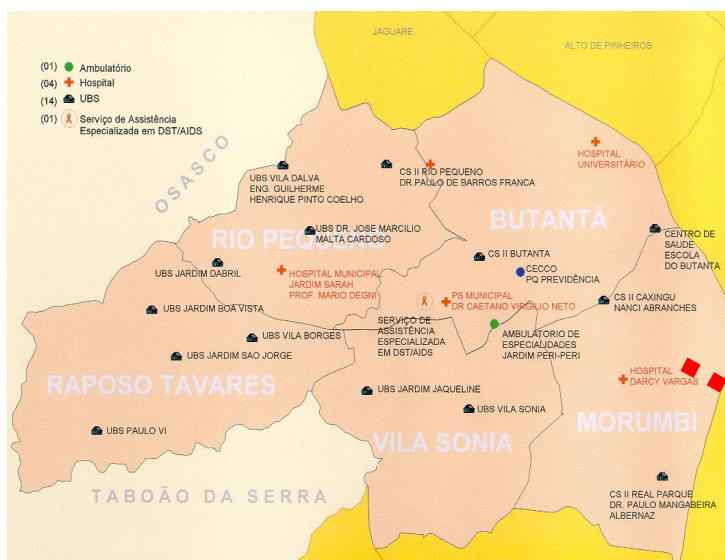 JAGUARE
ALTO DE PINHEIROS
(01) Ambulatório
(04) Hospital
(14) UBS
(01) Serviço de Assistência
Especializada em DST/AIDS
OSASCO
UBS VILA DALVA
ENG. GUILHERME
HENRIQUE PINTO COELHO
CS II RIO PEQUENO
DR.PAULO DE BARROS FRANCA
HOSPITAL
UNIVERSITÁRIO
BUTANTÃ
RIO PEQUENO
UBS DR. JOSE MARCILIO
MALTA CARDOSO
CENTRO DE
SAUDE
ESCOLA
DO BUTANTA
UBS JARDIM DABRIL
HOSPITAL MUNICIPAL
JARDIM SARAH
PROF. MARIO DEGNI
CS II BUTANTA
CECCO
PQ PREVIDÊNCIA
UBS JARDIM BOA VISTA
PS MUNICIPAL
DR CAETANO VIRGILIO NETO
CS II CAXINGU
NANCI ABRANCHES
SERVIÇO DE
ASSISTÊNCIA
ESPECIALIZADA
EM DST/AIDS
AMBULATORIO DE
ESPECIALIDADES
JARDIM PÉRI-PERI
UBS VILA BORGES
UBS JARDIM SAO JORGE
RAPOSO TAVARES
UBS JARDIM JAQUELINE
HOSPITAL
DARCY VARGAS
UBS VILA SONIA
MORUMBI
UBS PAULO VI
VILA SONIA
TABOÃO DA SERRA
CS II REAL PARQUE
DR. PAULO MANGABEIRA
ALBERNAZ